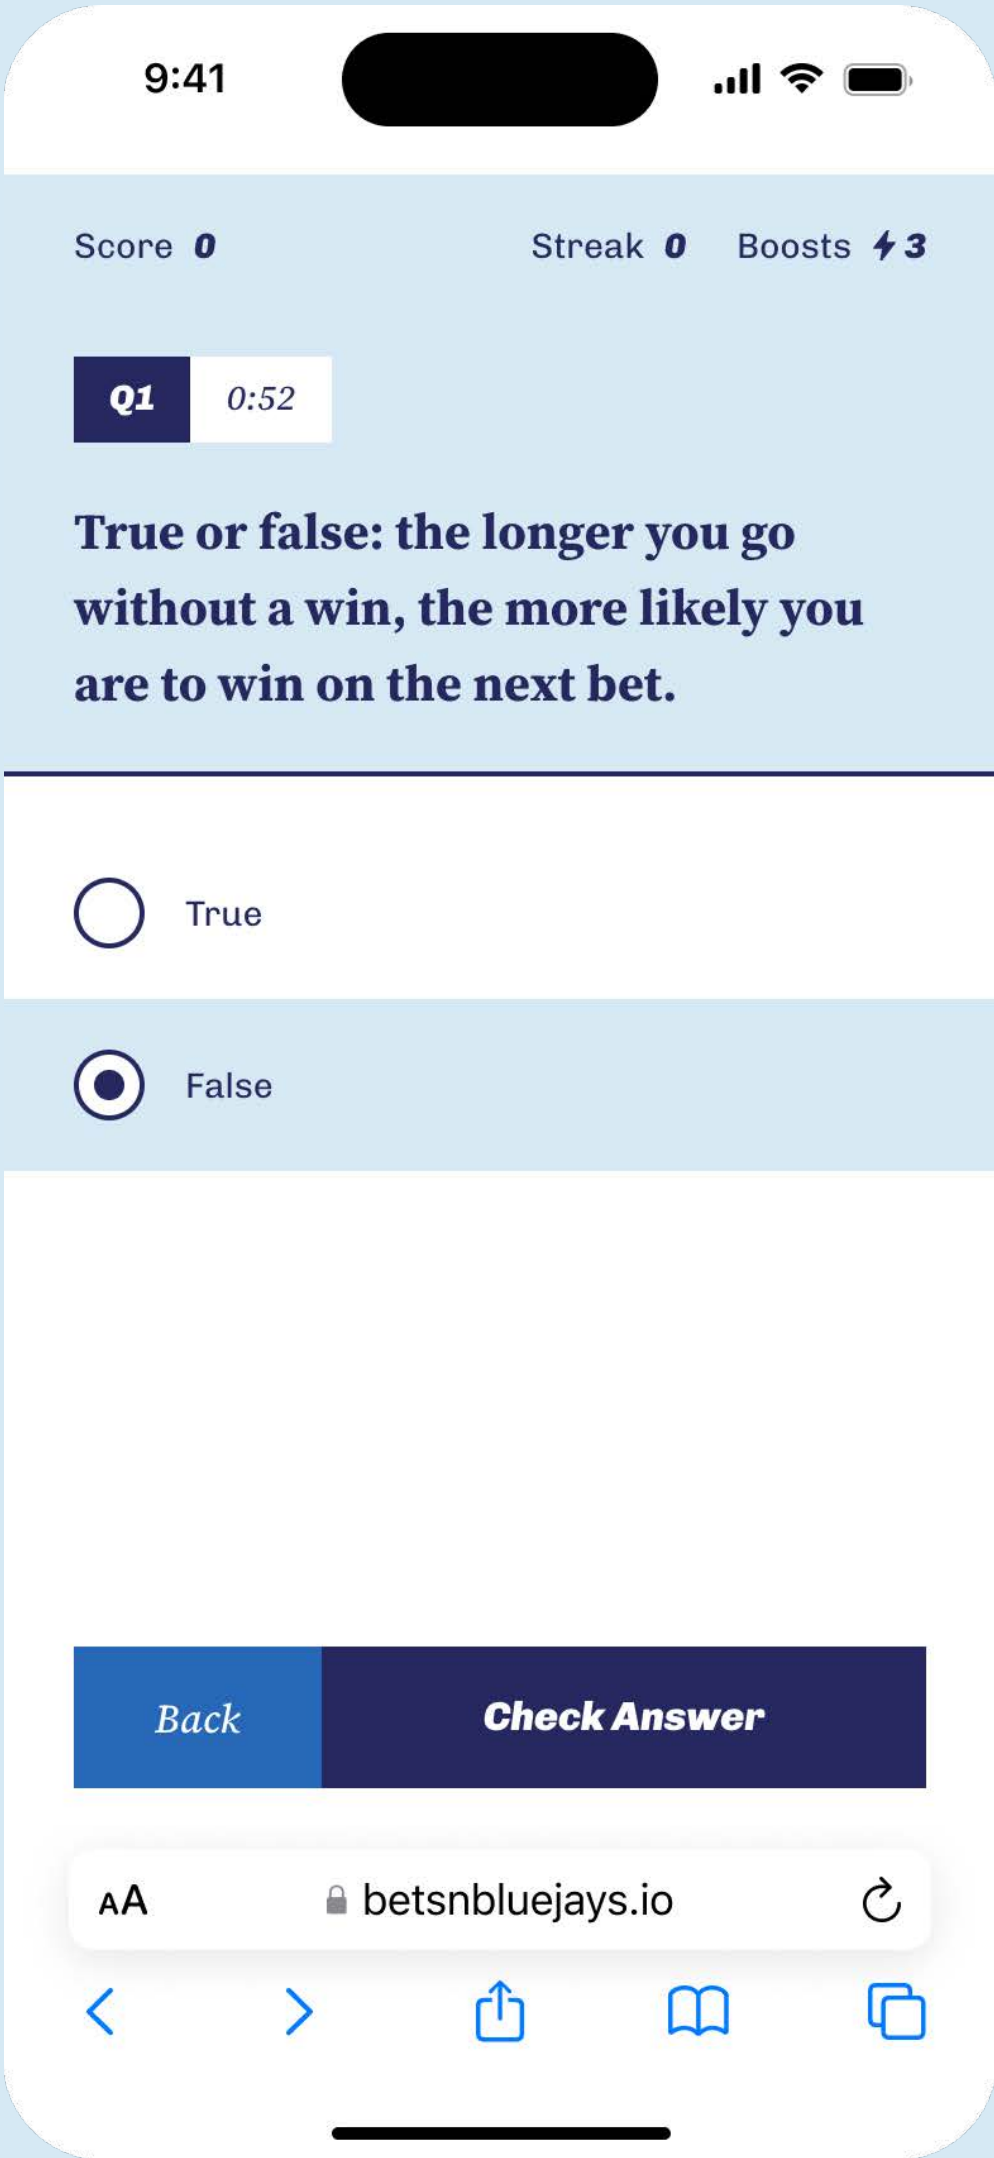 9:41
Score 0 Streak 0 Boosts 3
Q1 0:52
True or false: the longer you go
without a win, the more likely you
are to win on the next bet.
True
False
Back Check Answer
AA betsnbluejays.io